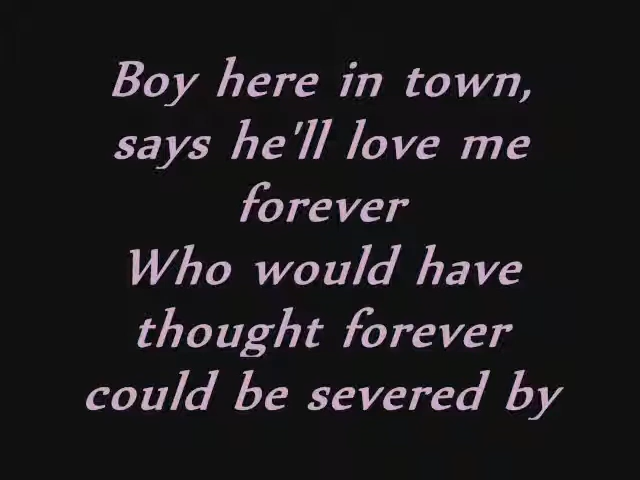 Boy here in town,
says he'll love me
forever
Who would have
thought forever
could be severed by